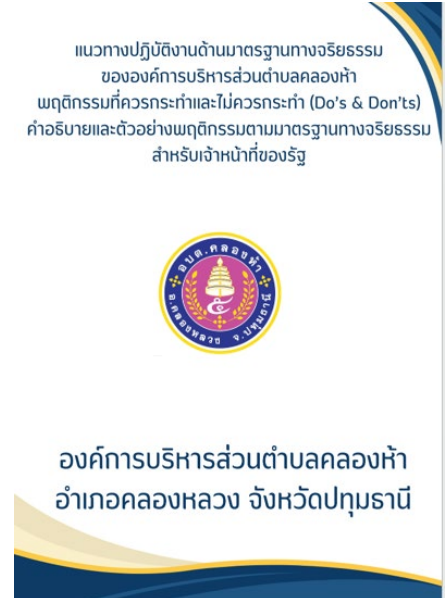 แนวทางปฏิบัติงานด้านมาตรฐานทางจริยธรรม
ขององค์การบริหารส่วนตำบลคลองห้า
พฤติกรรมที่ควรกระทำและไม่ควรกระทำ (Do's & Don'ts)
คำอธิบายและตัวอย่างพฤติกรรมตามมาตรฐานทางจริยธรรม
สำหรับเจ้าหน้าที่ของรัฐ
อบต.คลองห้า
๕
อ.คลองหลวง จ.ปทุมธานี
องค์การบริหารส่วนตำบลคลองห้า
อำเภอคลองหลวง จังหวัดปทุมธานี